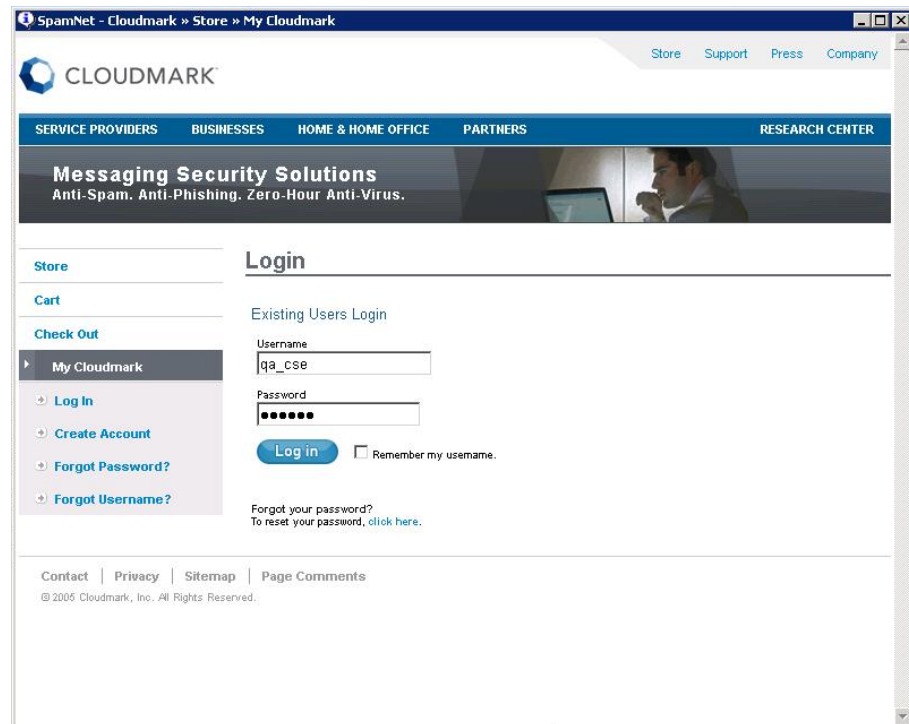 SpamNet - Cloudmark » Store » My Cloudmark
Store Support Press Company
CLOUDMARK
SERVICE PROVIDERS BUSINESSES HOME & HOME OFFICE PARTNERS RESEARCH CENTER
Messaging Security Solutions
Anti-Spam. Anti-Phishing. Zero-Hour Anti-Virus.
Store
Cart
Check Out
My Cloudmark
Log In
Create Account
Forgot Password?
Forgot Username?
Login
Existing Users Login
Username
qa_cse
Password
●●●●●●
Log in Remember my username.
Forgot your password?
To reset your password, click here.
Contact | Privacy | Sitemap | Page Comments
© 2005 Cloudmark, Inc. All Rights Reserved.